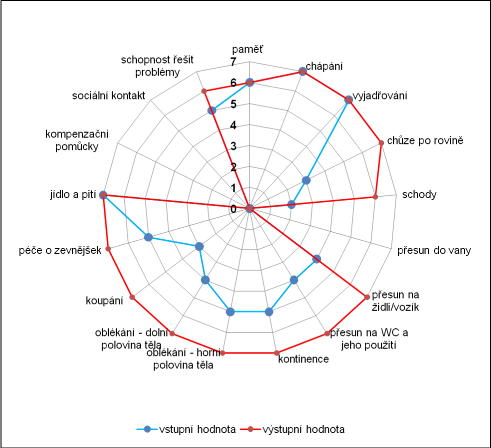 paměť
chápání
vyjadřování
chůze po rovině
schody
přesun do vany
přesun na
židli/vozík
přesun na WC a
jeho použití
kontinence
oblékání - horní
polovina těla
oblékání - dolní
polovina těla
koupání
péče o zevnějšek
jídlo a pití
kompenzační
pomůcky
sociální kontakt
schopnost řešit
problémy
7
6
5
4
3
2
1
0
vstupní hodnota
výstupní hodnota